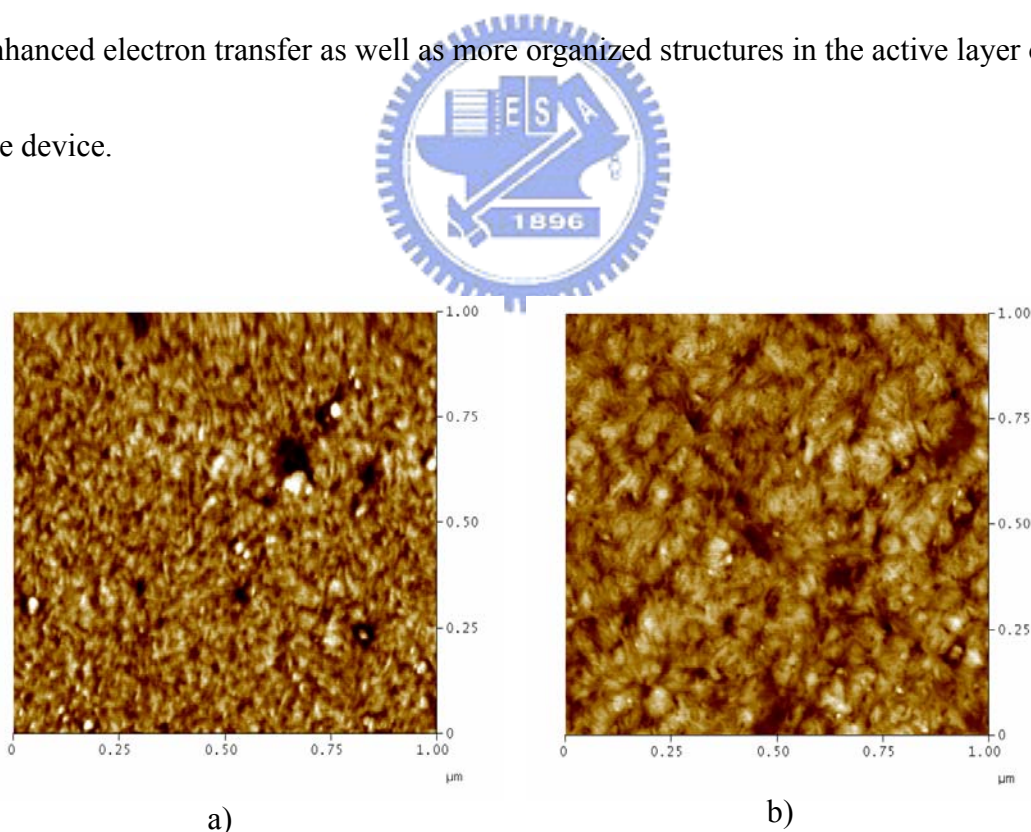 electron transfer as well as more organized structures in the active layer
device.
E S A
1896
1.00
0.75
0.50
0.25
0
0 0.25 0.50 0.75 1.00
µm
a)
1.00
0.75
0.50
0.25
0
0 0.25 0.50 0.75 1.00
µm
b)